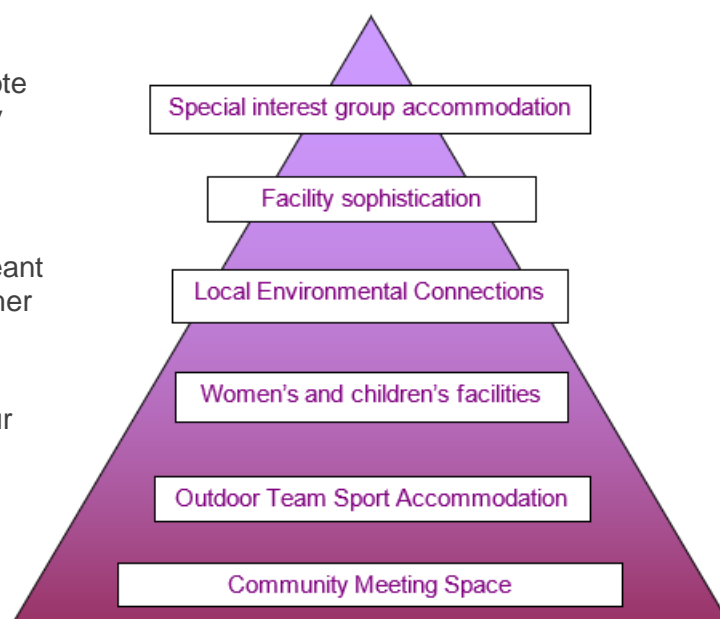 Special interest group accommodation
Facility sophistication
Local Environmental Connections
Women's and children's facilities
Outdoor Team Sport Accommodation
Community Meeting Space